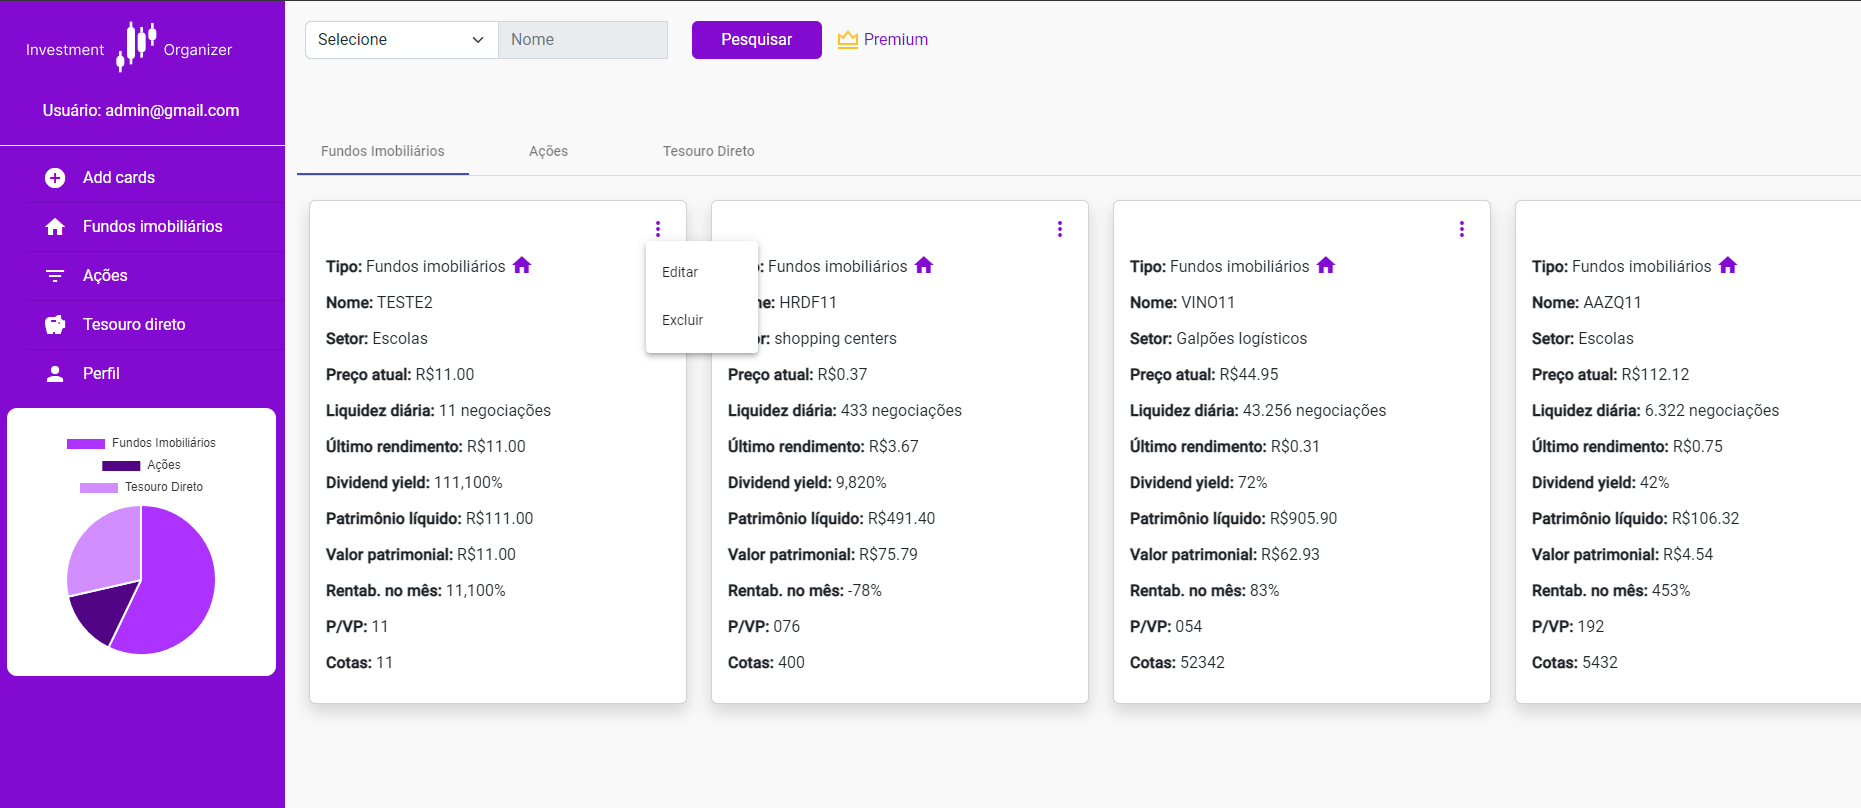 Investment Organizer
Usuário: admin@gmail.com
Add cards
Fundos imobiliários
Ações
Tesouro direto
Perfil
Fundos Imobiliários
Ações
Tesouro Direto
Selecione
Nome
Pesquisar
Premium
Fundos Imobiliários
Ações
Tesouro Direto
Tipo: Fundos imobiliários
Nome: TESTE2
Setor: Escolas
Preço atual: R$11.00
Liquidez diária: 11 negociações
Último rendimento: R$11.00
Dividend yield: 111,100%
Patrimônio líquido: R$111.00
Valor patrimonial: R$11.00
Rentab. no mês: 11,100%
P/VP: 11
Cotas: 11
Editar
Excluir
Fundos imobiliários
HRDF11
shopping centers
Preço atual: R$0.37
Liquidez diária: 433 negociações
Último rendimento: R$3.67
Dividend yield: 9,820%
Patrimônio líquido: R$491.40
Valor patrimonial: R$75.79
Rentab. no mês: -78%
P/VP: 076
Cotas: 400
Tipo: Fundos imobiliários
Nome: VINO11
Setor: Galpões logísticos
Preço atual: R$44.95
Liquidez diária: 43.256 negociações
Último rendimento: R$0.31
Dividend yield: 72%
Patrimônio líquido: R$905.90
Valor patrimonial: R$62.93
Rentab. no mês: 83%
P/VP: 054
Cotas: 52342
Tipo: Fundos imobiliários
Nome: AAZQ11
Setor: Escolas
Preço atual: R$112.12
Liquidez diária: 6.322 negociações
Último rendimento: R$0.75
Dividend yield: 42%
Patrimônio líquido: R$106.32
Valor patrimonial: R$4.54
Rentab. no mês: 453%
P/VP: 192
Cotas: 5432